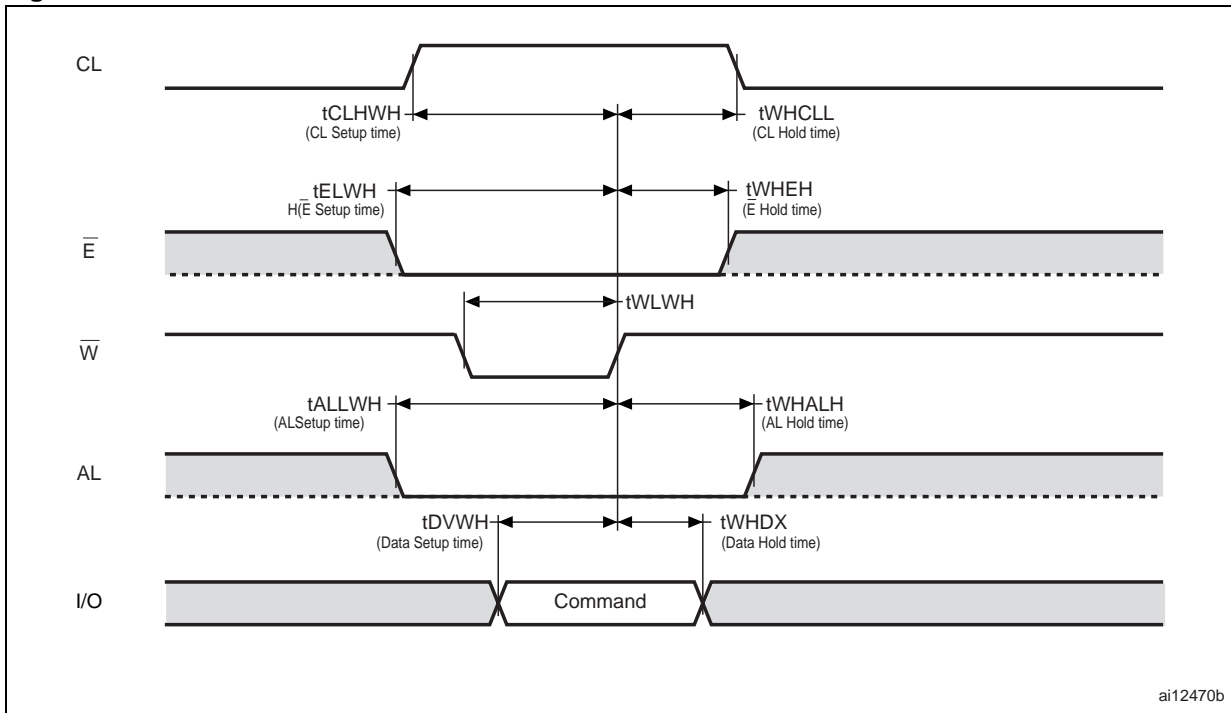 CL
tCLHWH
(CL Setup time)
tWHCLL
(CL Hold time)
tELWH
H(E̅ Setup time)
tWHEH
(E̅ Hold time)
E̅
tWLWH
W̅
tALLWH
(ALSetup time)
tWHALH
(AL Hold time)
AL
tDVWH
(Data Setup time)
tWHDX
(Data Hold time)
I/O
Command
ai12470b